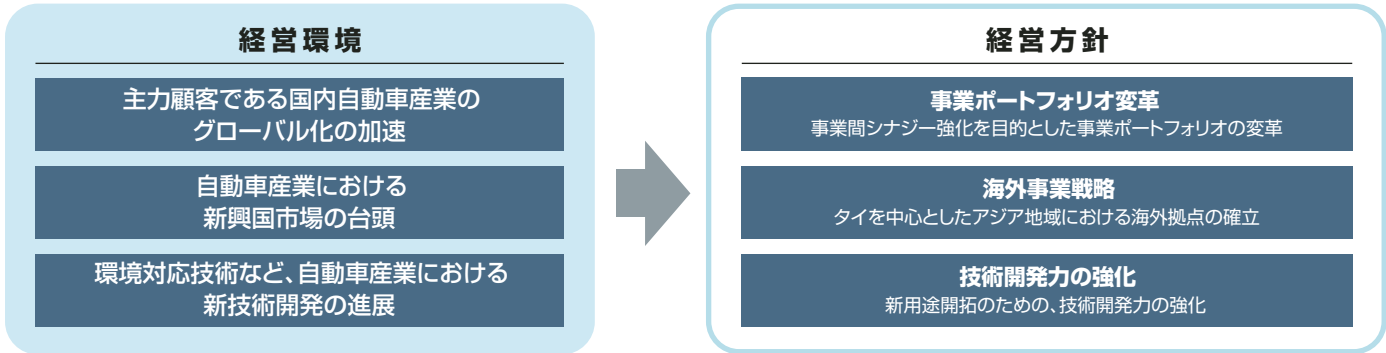 経営環境
主力顧客である国内自動車産業の
グローバル化の加速
自動車産業における
新興国市場の台頭
環境対応技術など、自動車産業における
新技術開発の進展
経営方針
事業ポートフォリオ変革
事業間シナジー強化を目的とした事業ポートフォリオの変革
海外事業戦略
タイを中心としたアジア地域における海外拠点の確立
技術開発力の強化
新用途開拓のための、技術開発力の強化